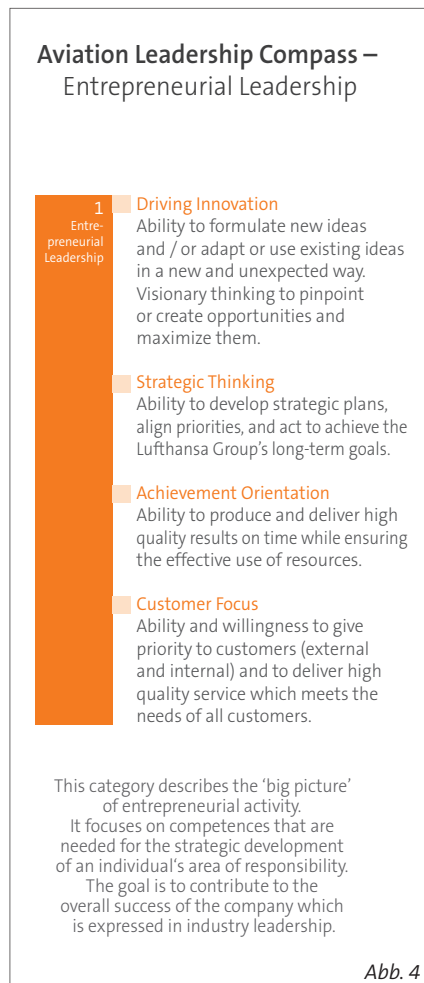 Aviation Leadership Compass –
Entrepreneurial Leadership
1
Entre-
preneurial
Leadership
Driving Innovation
Ability to formulate new ideas
and / or adapt or use existing ideas
in a new and unexpected way.
Visionary thinking to pinpoint
or create opportunities and
maximize them.
Strategic Thinking
Ability to develop strategic plans,
align priorities, and act to achieve the
Lufthansa Group's long-term goals.
Achievement Orientation
Ability to produce and deliver high
quality results on time while ensuring
the effective use of resources.
Customer Focus
Ability and willingness to give
priority to customers (external
and internal) and to deliver high
quality service which meets the
needs of all customers.
This category describes the ‘big picture’
of entrepreneurial activity.
It focuses on competences that are
needed for the strategic development
of an individual‘s area of responsibility.
The goal is to contribute to the
overall success of the company which
is expressed in industry leadership.
Abb. 4